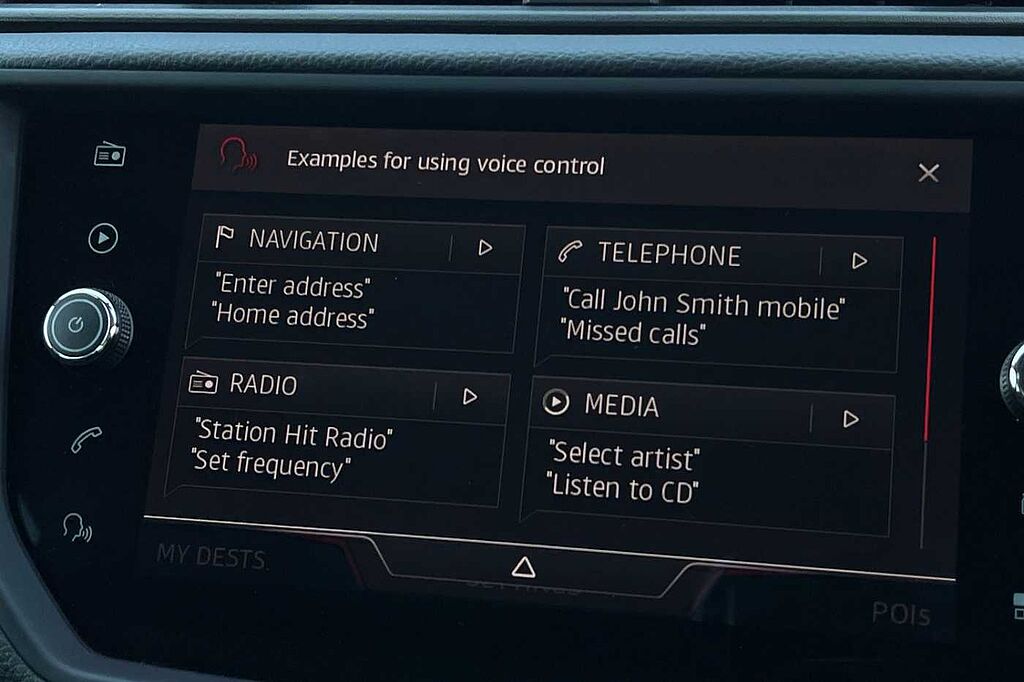 Examples for using voice control
NAVIGATION
"Enter address"
"Home address"
TELEPHONE
"Call John Smith mobile"
"Missed calls"
RADIO
"Station Hit Radio"
"Set frequency"
MEDIA
"Select artist"
"Listen to CD"
MY DESTS.
POIs